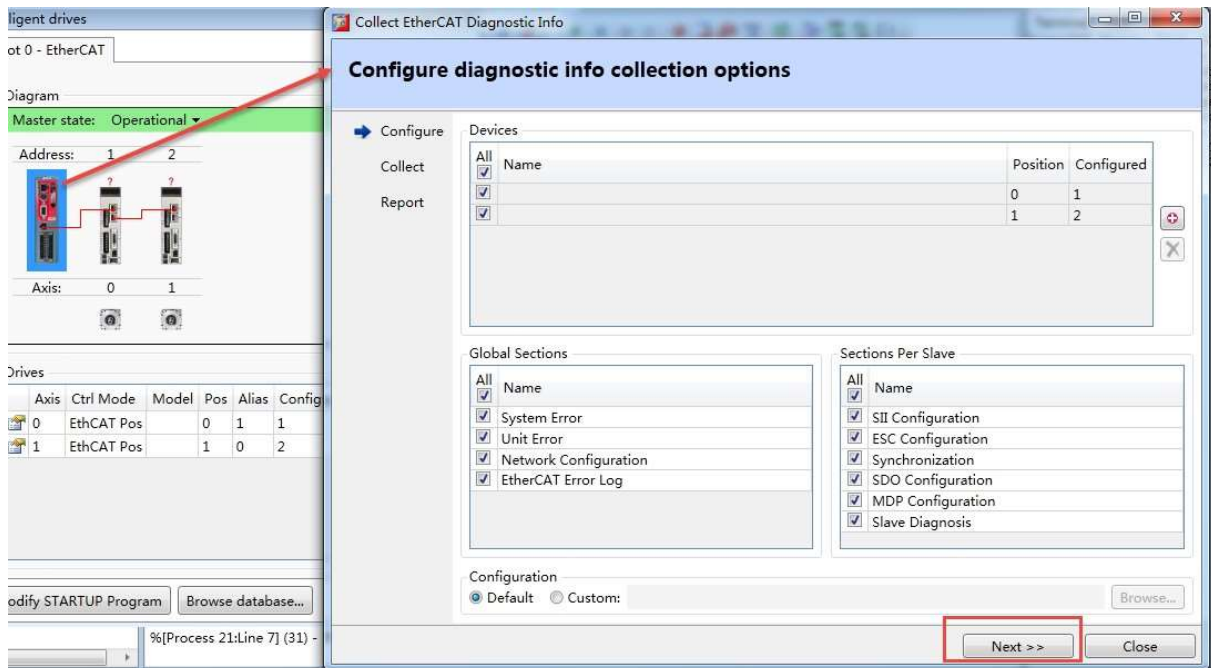 ligent drives
ot 0 - EtherCAT
Diagram
Master state: Operational
Address: 1 2
? ?
Axis: 0 1
Drives
Axis Ctrl Mode Model Pos Alias Config
0 EthCAT Pos 0 1 1
1 EthCAT Pos 1 0 2
odify STARTUP Program Browse database...
%[Process 21:Line 7] (31) -
Collect EtherCAT Diagnostic Info
Configure diagnostic info collection options
Configure
Collect
Report
Devices
All Name Position Configured
0 1
1 2
Global Sections
All Name
System Error
Unit Error
Network Configuration
EtherCAT Error Log
Sections Per Slave
All Name
SII Configuration
ESC Configuration
Synchronization
SDO Configuration
MDP Configuration
Slave Diagnosis
Configuration
Default Custom: Browse...
Next >> Close